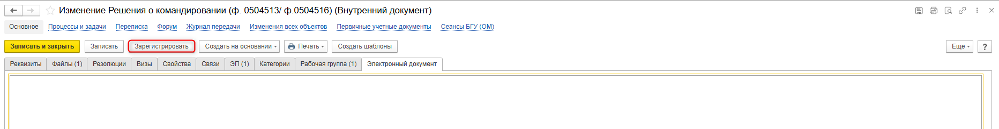 Изменение Решения о командировании (ф. 0504513/ ф.0504516) (Внутренний документ)
Основное Процессы и задачи Переписка Форум Журнал передачи Изменения всех объектов Первичные учетные документы Сеансы БГУ (ОМ)
Записать и закрыть Записать Зарегистрировать Создать на основании Печать Создать шаблоны Еще ?
Реквизиты Файлы (1) Резолюции Визы Свойства Связи ЭП (1) Категории Рабочая группа (1) Электронный документ